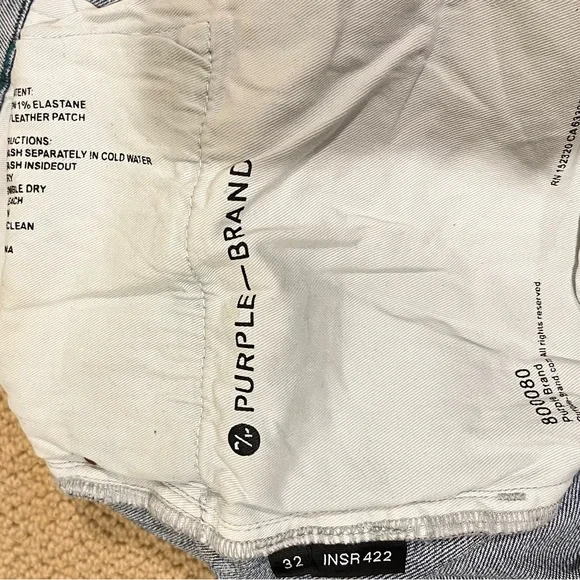 TENT:
1% ELASTANE
LEATHER PATCH
UCTIONS:
ASH SEPARATELY IN COLD WATER
ASH INSIDEOUT
RY
MBLE DRY
EACH
N
CLEAN
NA
PURPLE—BRAND
RN 152320 CA
800080
Purple Brand All rights reserved
32 INSR 422